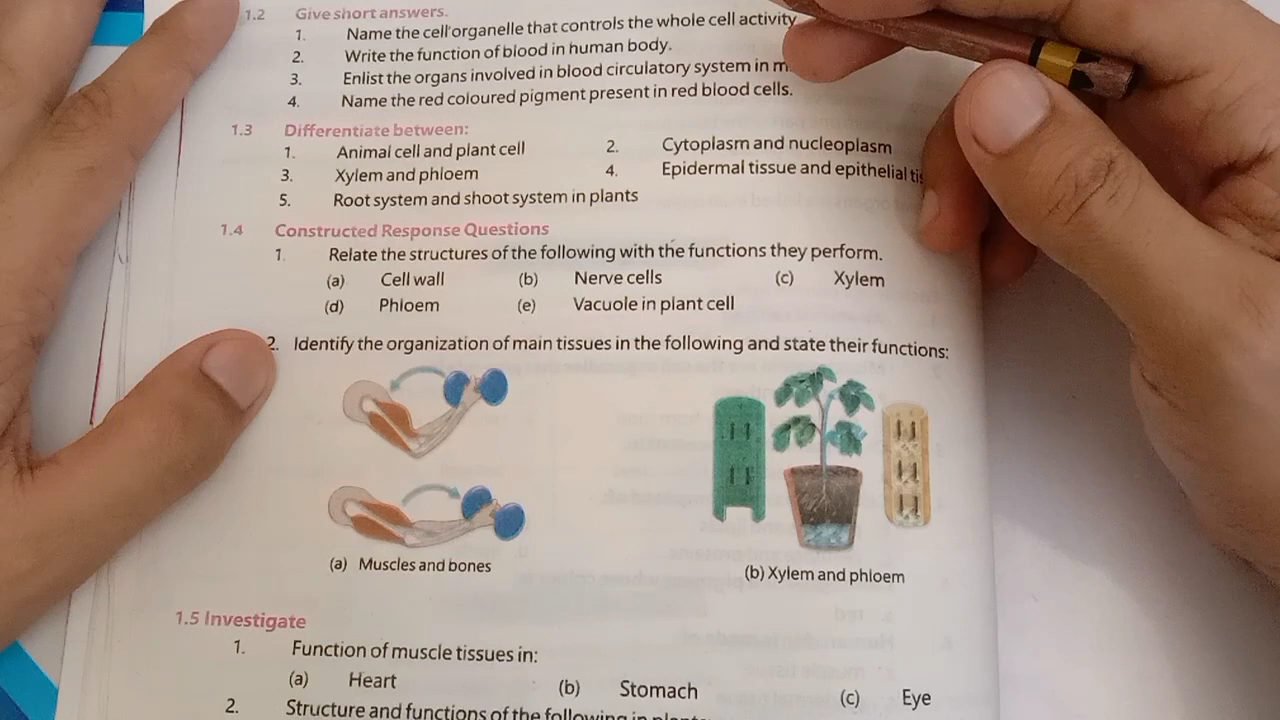 1.2 Give short answers.
1. Name the cell organelle that controls the whole cell activity
2. Write the function of blood in human body.
3. Enlist the organs involved in blood circulatory system in
4. Name the red coloured pigment present in red blood cells.
1.3 Differentiate between:
1. Animal cell and plant cell 2. Cytoplasm and nucleoplasm
3. Xylem and phloem 4. Epidermal tissue and epithelial
5. Root system and shoot system in plants
1.4 Constructed Response Questions
1. Relate the structures of the following with the functions they perform.
(a) Cell wall (b) Nerve cells (c) Xylem
(d) Phloem (e) Vacuole in plant cell
2. Identify the organization of main tissues in the following and state their functions:
(a) Muscles and bones
(b) Xylem and phloem
1.5 Investigate
1. Function of muscle tissues in:
(a) Heart (b) Stomach (c) Eye
2. Structure and functions of the following in